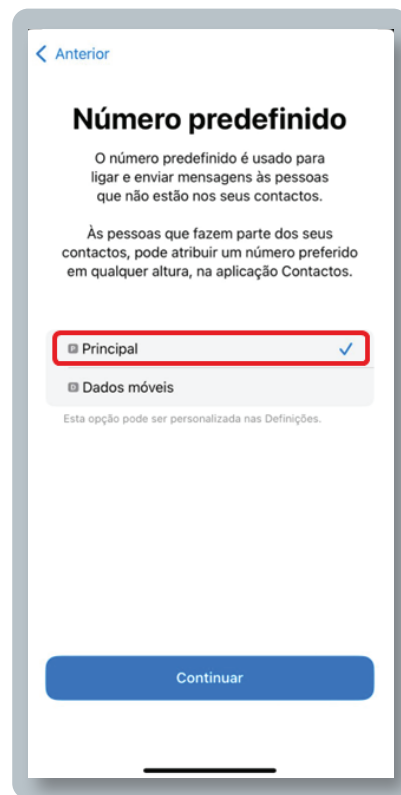 Anterior
Número predefinido
O número predefinido é usado para
ligar e enviar mensagens às pessoas
que não estão nos seus contactos.
Às pessoas que fazem parte dos seus
contactos, pode atribuir um número preferido
em qualquer altura, na aplicação Contactos.
P Principal
D Dados móveis
Esta opção pode ser personalizada nas Definições.
Continuar